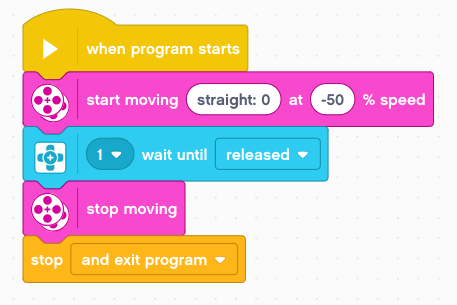 when program starts
start moving straight: 0 at -50 % speed
1 wait until released
stop moving
stop and exit program